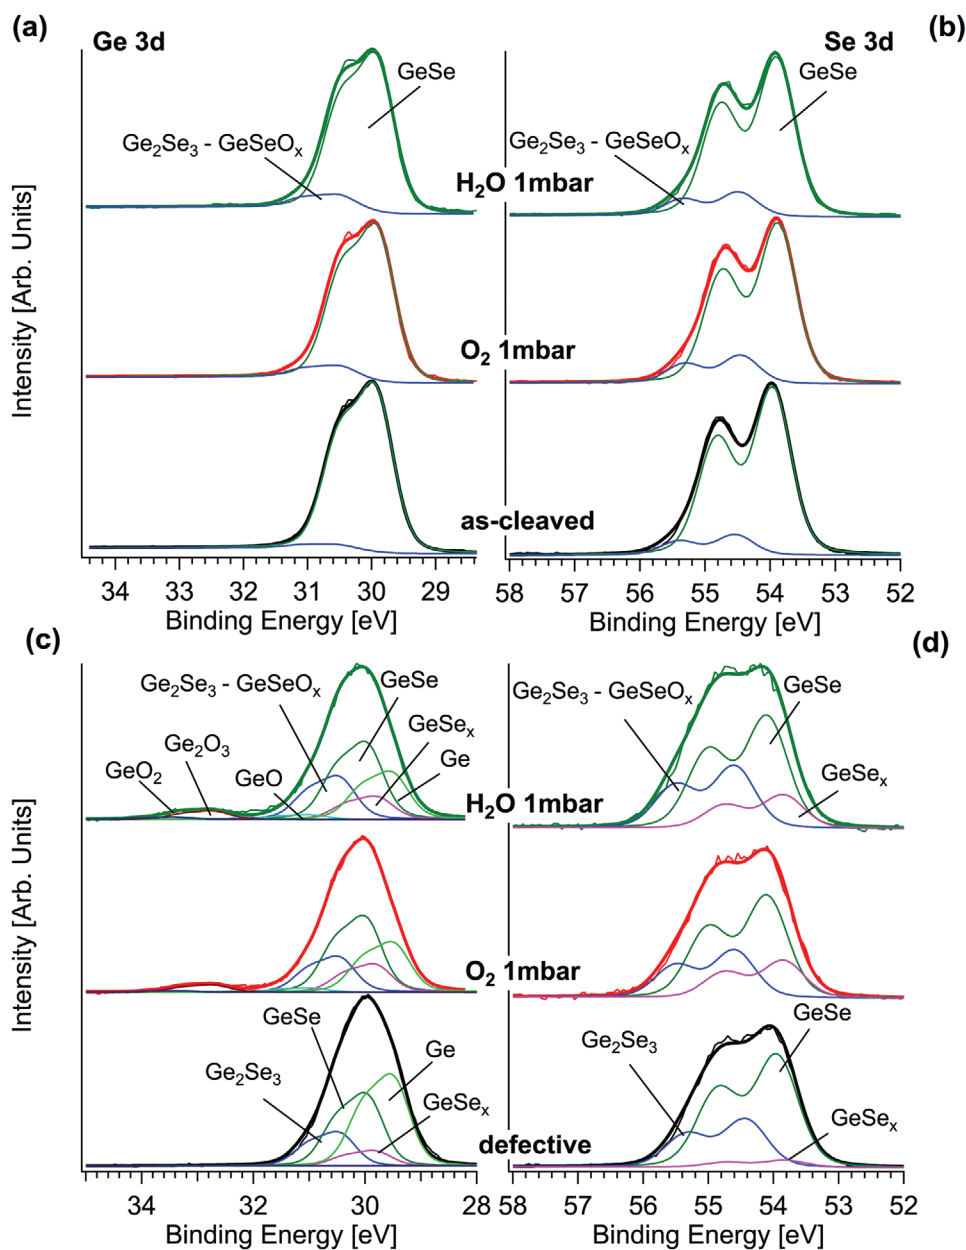 (a)
Ge 3d
Se 3d
(b)
GeSe
GeSe
Ge₂Se₃ - GeSeOₓ
Ge₂Se₃ - GeSeOₓ
H₂O 1mbar
O₂ 1mbar
as-cleaved
Intensity [Arb. Units]
34 33 32 31 30 29
58 57 56 55 54 53 52
Binding Energy [eV]
Binding Energy [eV]
(c)
(d)
Ge₂Se₃ - GeSeOₓ
GeSe
GeSeₓ
Ge
Ge₂O₃
GeO₂
GeO
Ge₂Se₃ - GeSeOₓ
GeSe
GeSeₓ
H₂O 1mbar
O₂ 1mbar
GeSe
Ge₂Se₃
Ge
GeSeₓ
Ge₂Se₃
GeSe
GeSeₓ
defective
Intensity [Arb. Units]
34 32 30 28
58 57 56 55 54 53 52
Binding Energy [eV]
Binding Energy [eV]